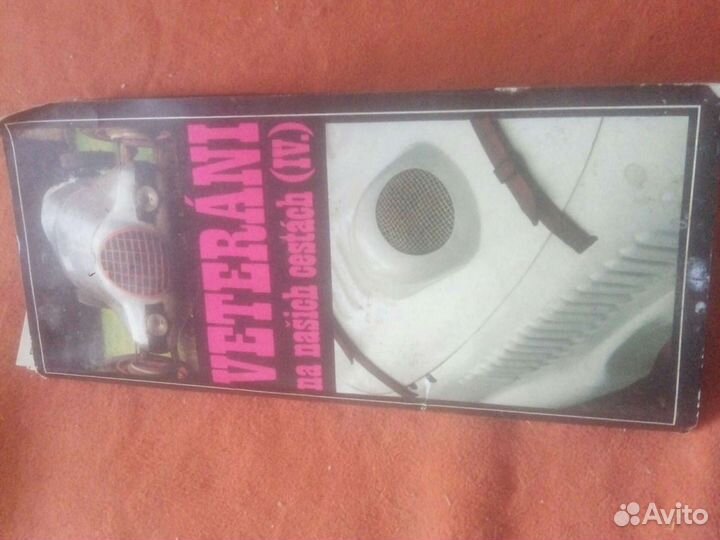 VETERÁNI
na našich cestách (IV.)
Avito